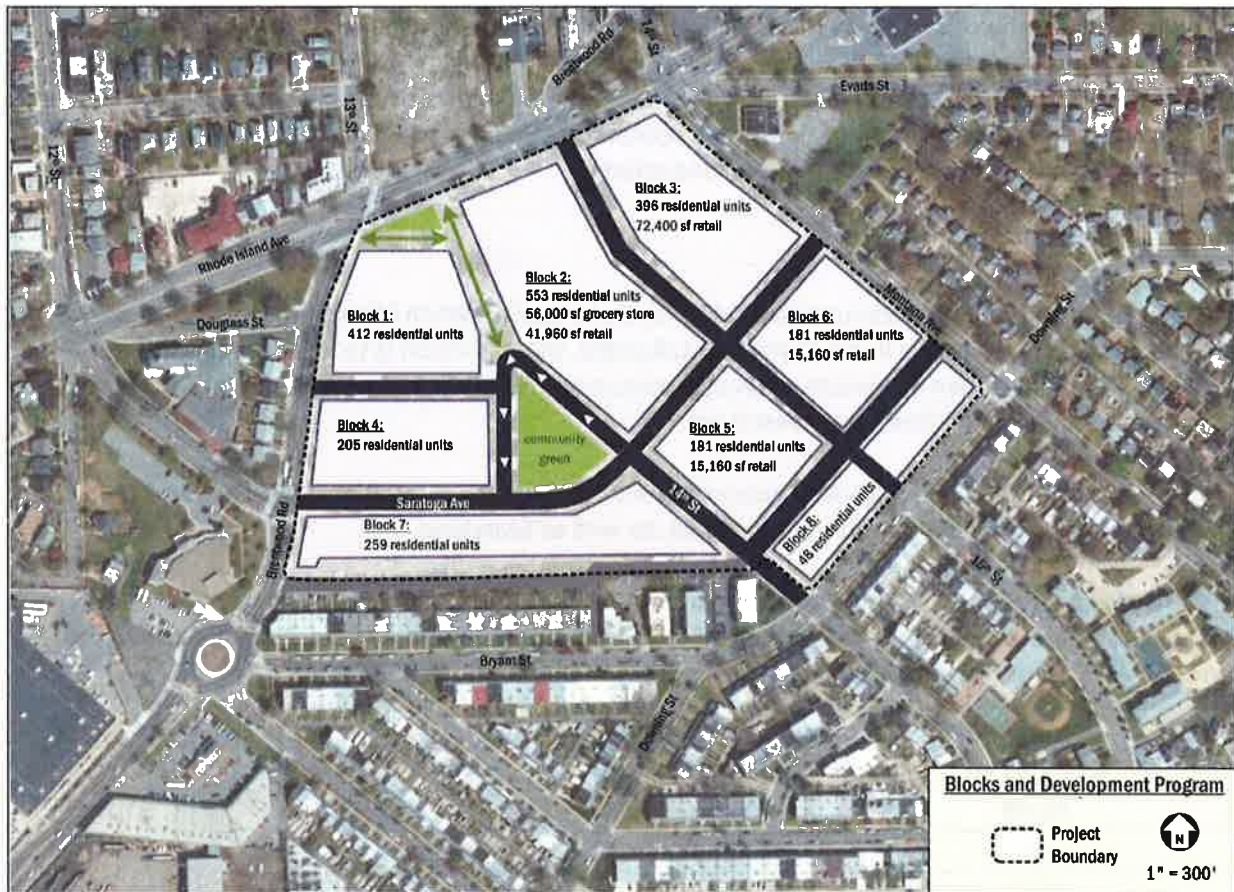 Brentwood Rd
14th St
Evarts St
13th St
12th St
Rhode Island Ave
Douglass St
Block 3:
396 residential units
72,400 sf retail
Block 2:
553 residential units
56,000 sf grocery store
41,960 sf retail
Block 1:
412 residential units
Montana Ave
Downing St
Block 6:
181 residential units
15,160 sf retail
Block 4:
205 residential units
community
green
Block 5:
181 residential units
15,160 sf retail
Saratoga Ave
14th St
Brentwood Rd
Block 7:
259 residential units
Block 8:
48 residential units
15th St
Bryant St
Downing St
Blocks and Development Program
Project
Boundary
N
1" = 300'